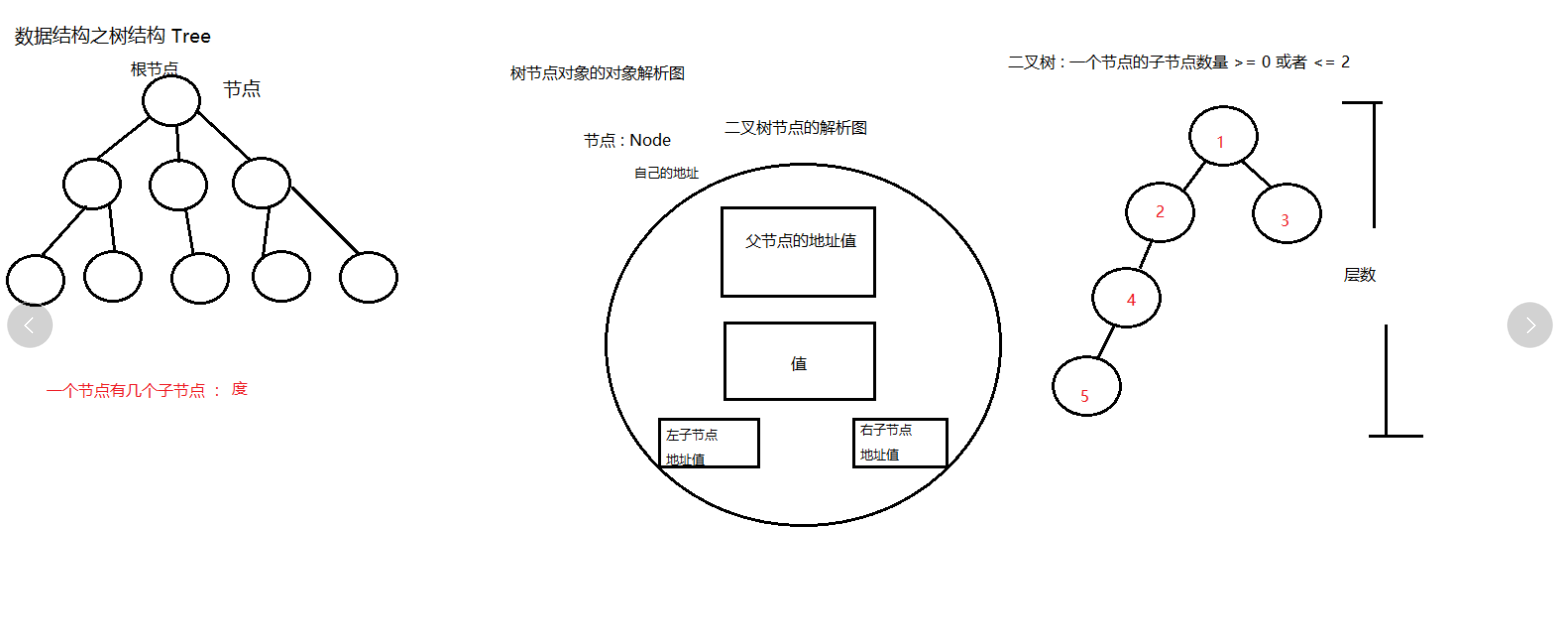 数据结构之树结构 Tree
根节点
节点
一个节点有几个子节点 : 度
树节点对象的对象解析图
节点 : Node
二叉树节点的解析图
自己的地址
父节点的地址值
值
左子节点
地址值
右子节点
地址值
二叉树 : 一个节点的子节点数量 >= 0 或者 <= 2
1
2
3
4
5
层数